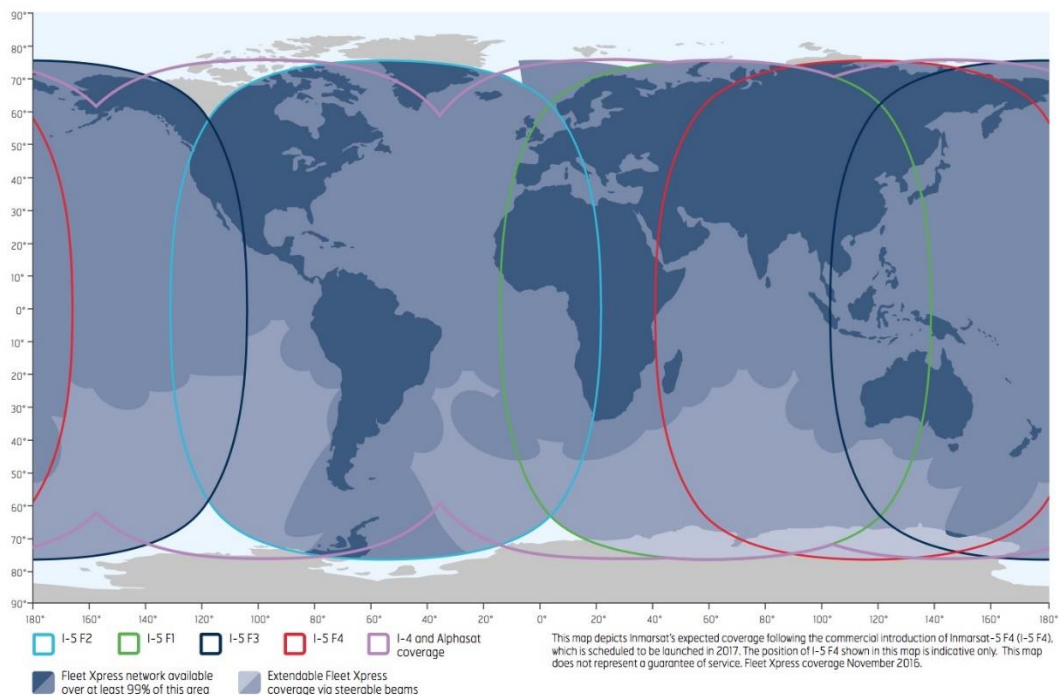 90°
80°
70°
60°
50°
40°
30°
20°
10°
0°
10°
20°
30°
40°
50°
60°
70°
80°
90°
180° 160° 140° 120° 100° 80° 60° 40° 20° 0° 20° 40° 60° 80° 100° 120° 140° 160° 180°
I-5 F2 I-5 F1 I-5 F3 I-5 F4 I-4 and Alphasat
coverage
Fleet Xpress network available
over at least 99% of this area
Extendable Fleet Xpress
coverage via steerable beams
This map depicts Inmarsat's expected coverage following the commercial introduction of Inmarsat-5 F4 (I-5 F4),
which is scheduled to be launched in 2017. The position of I-5 F4 shown in this map is indicative only. This map
does not represent a guarantee of service. Fleet Xpress coverage November 2016.